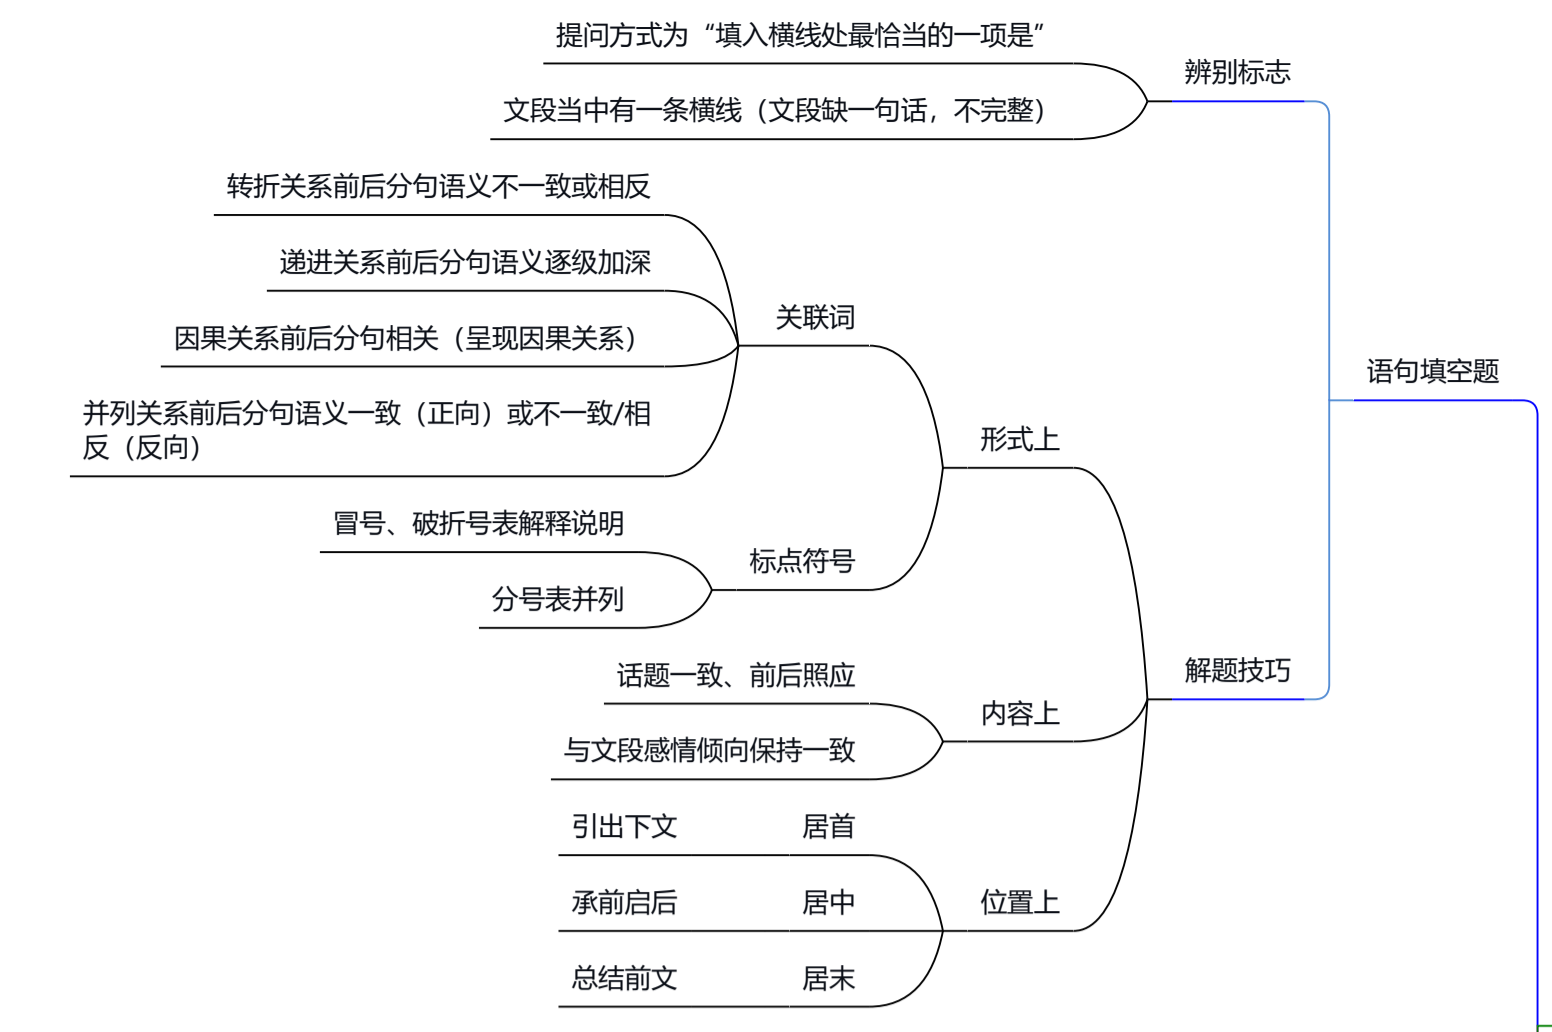 语句填空题
辨别标志
提问方式为“填入横线处最恰当的一项是”
文段当中有一条横线（文段缺一句话，不完整）
解题技巧
形式上
关联词
转折关系前后分句语义不一致或相反
递进关系前后分句语义逐级加深
因果关系前后分句相关（呈现因果关系）
并列关系前后分句语义一致（正向）或不一致/相
反（反向）
标点符号
冒号、破折号表解释说明
分号表并列
内容上
话题一致、前后照应
与文段感情倾向保持一致
位置上
居首
引出下文
居中
承前启后
居末
总结前文